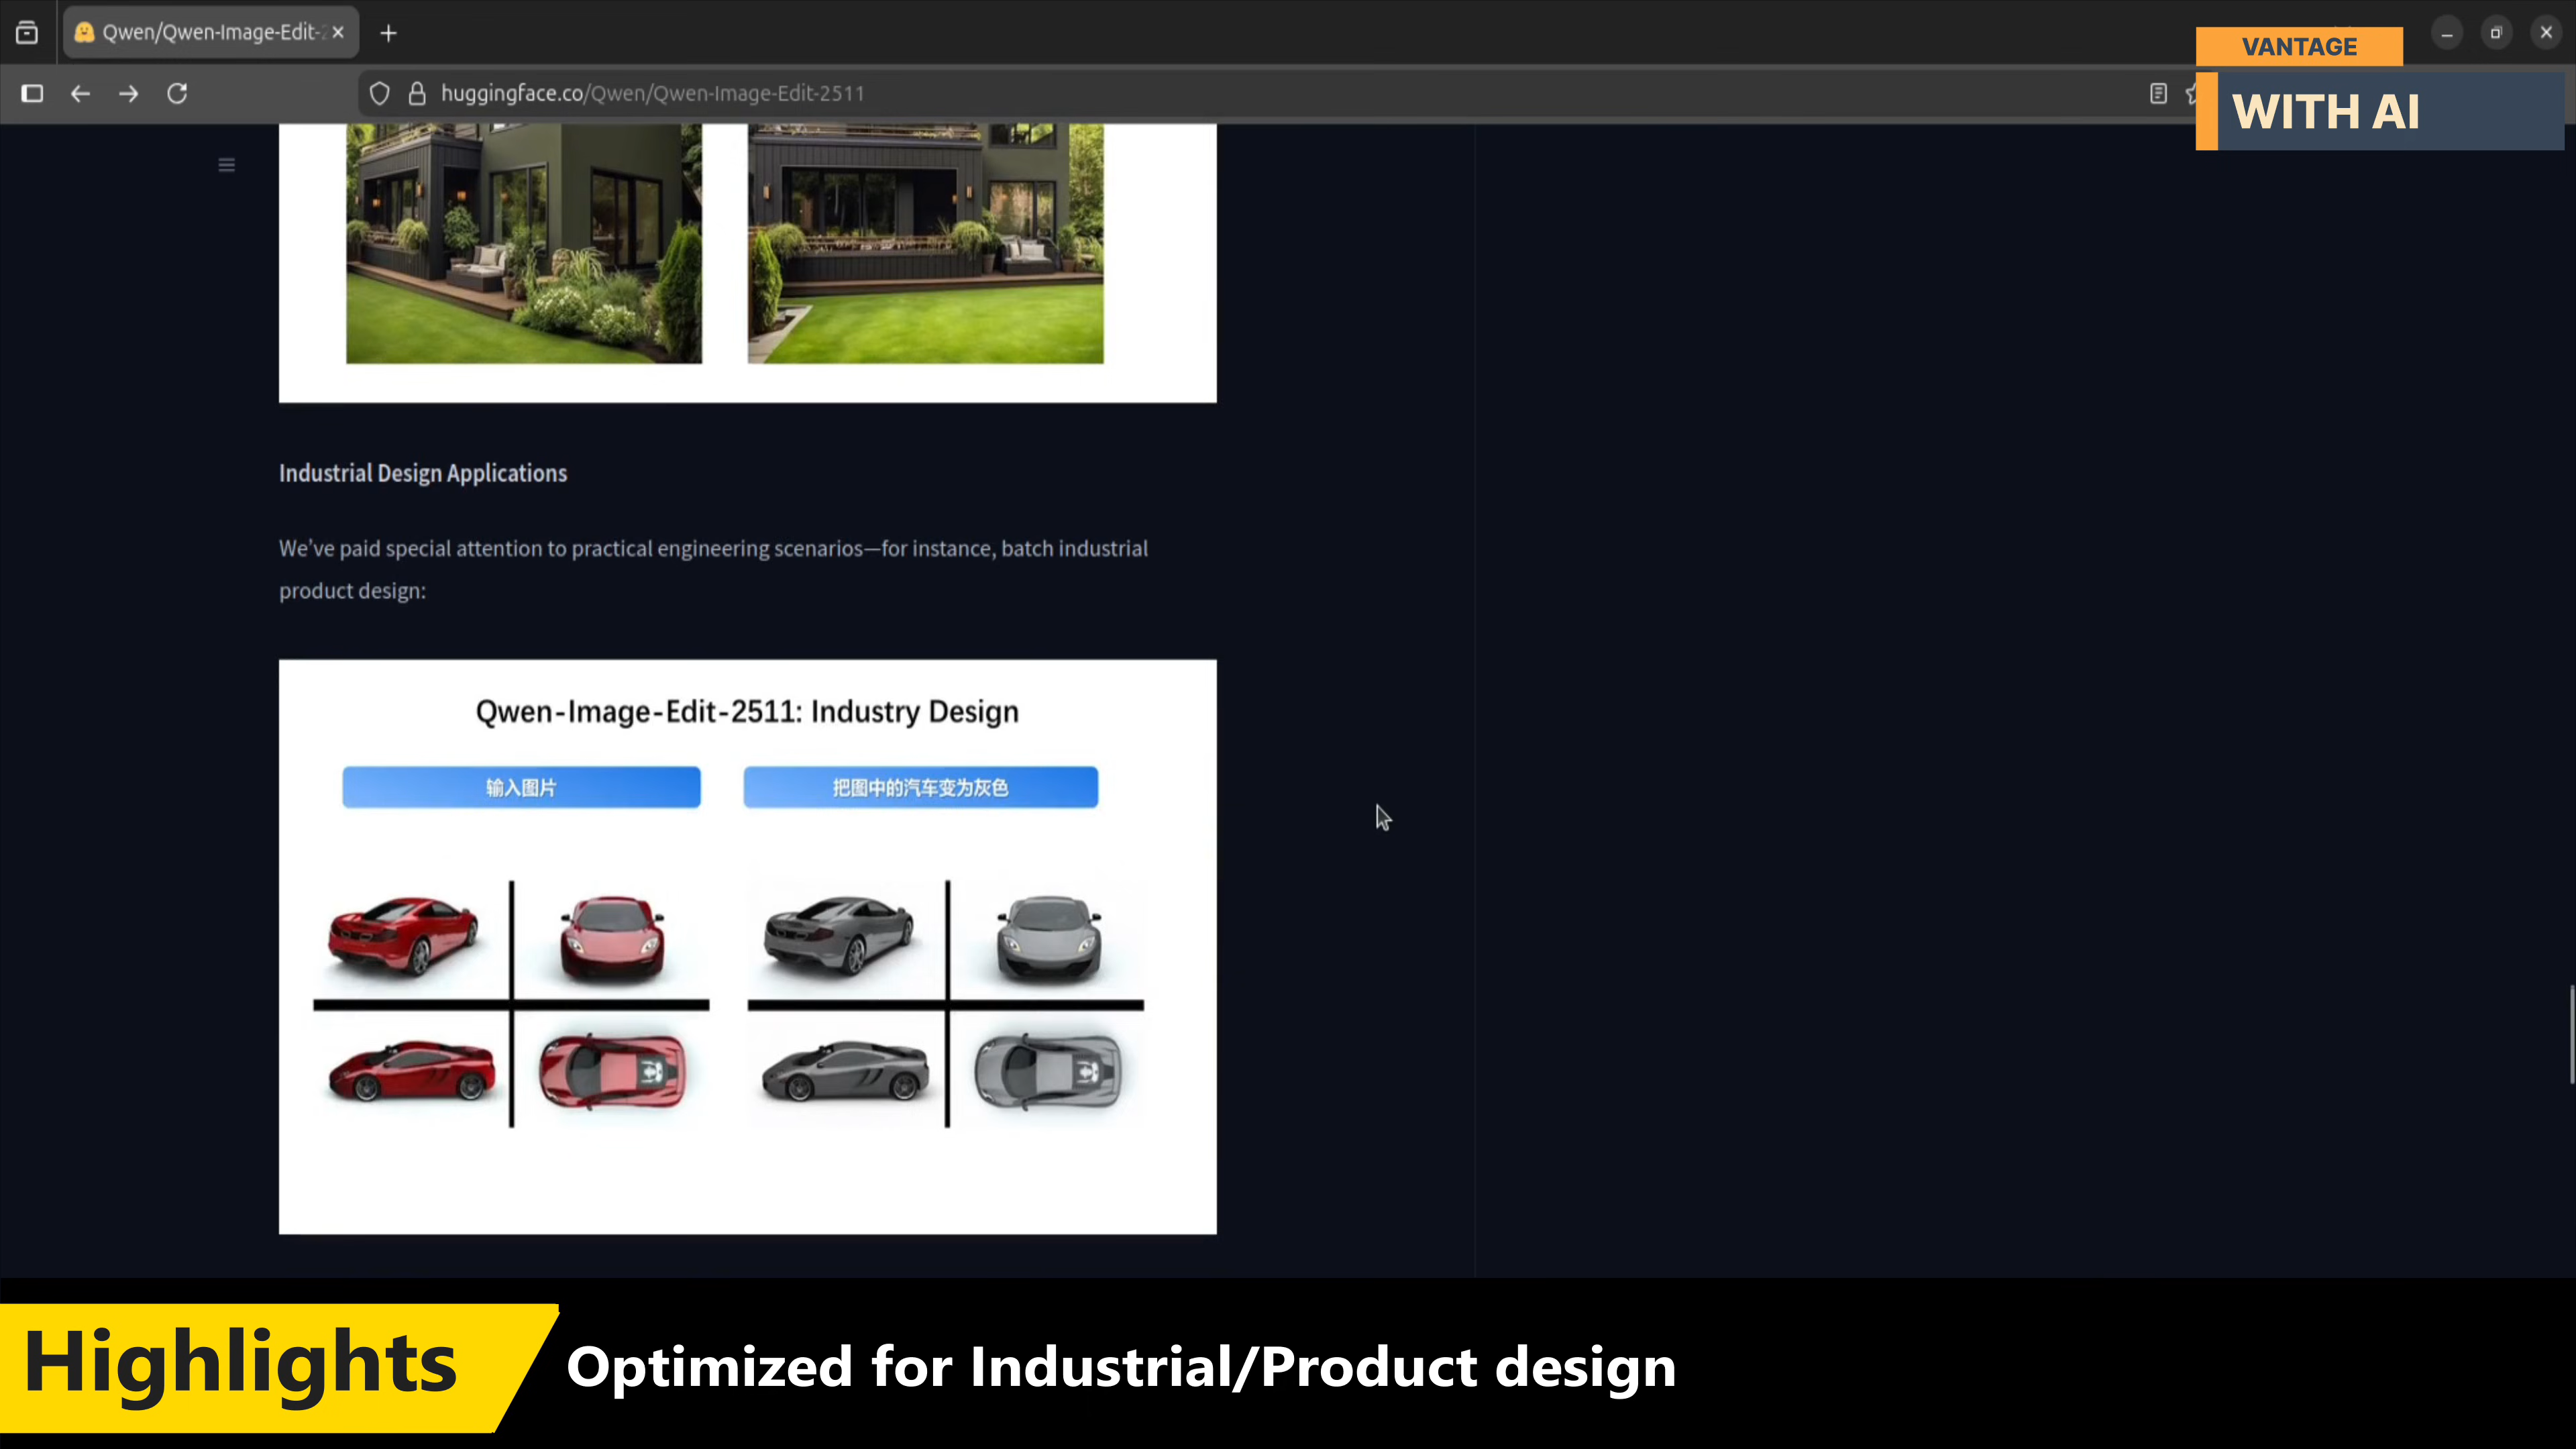 Qwen/Qwen-Image-Edit-2
VANTAGE
WITH AI
huggingface.co/Qwen/Qwen-Image-Edit-2511
Industrial Design Applications
We've paid special attention to practical engineering scenarios—for instance, batch industrial
product design:
Qwen-Image-Edit-2511: Industry Design
输入图片
把图中的汽车变为灰色
Highlights
Optimized for Industrial/Product design